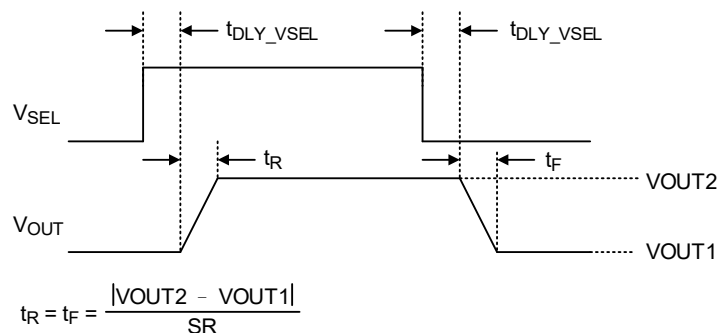 tDLY_VSEL tDLY_VSEL
VSEL
tR tF
VOUT2
VOUT
VOUT1
tR = tF = |VOUT2 - VOUT1| / SR